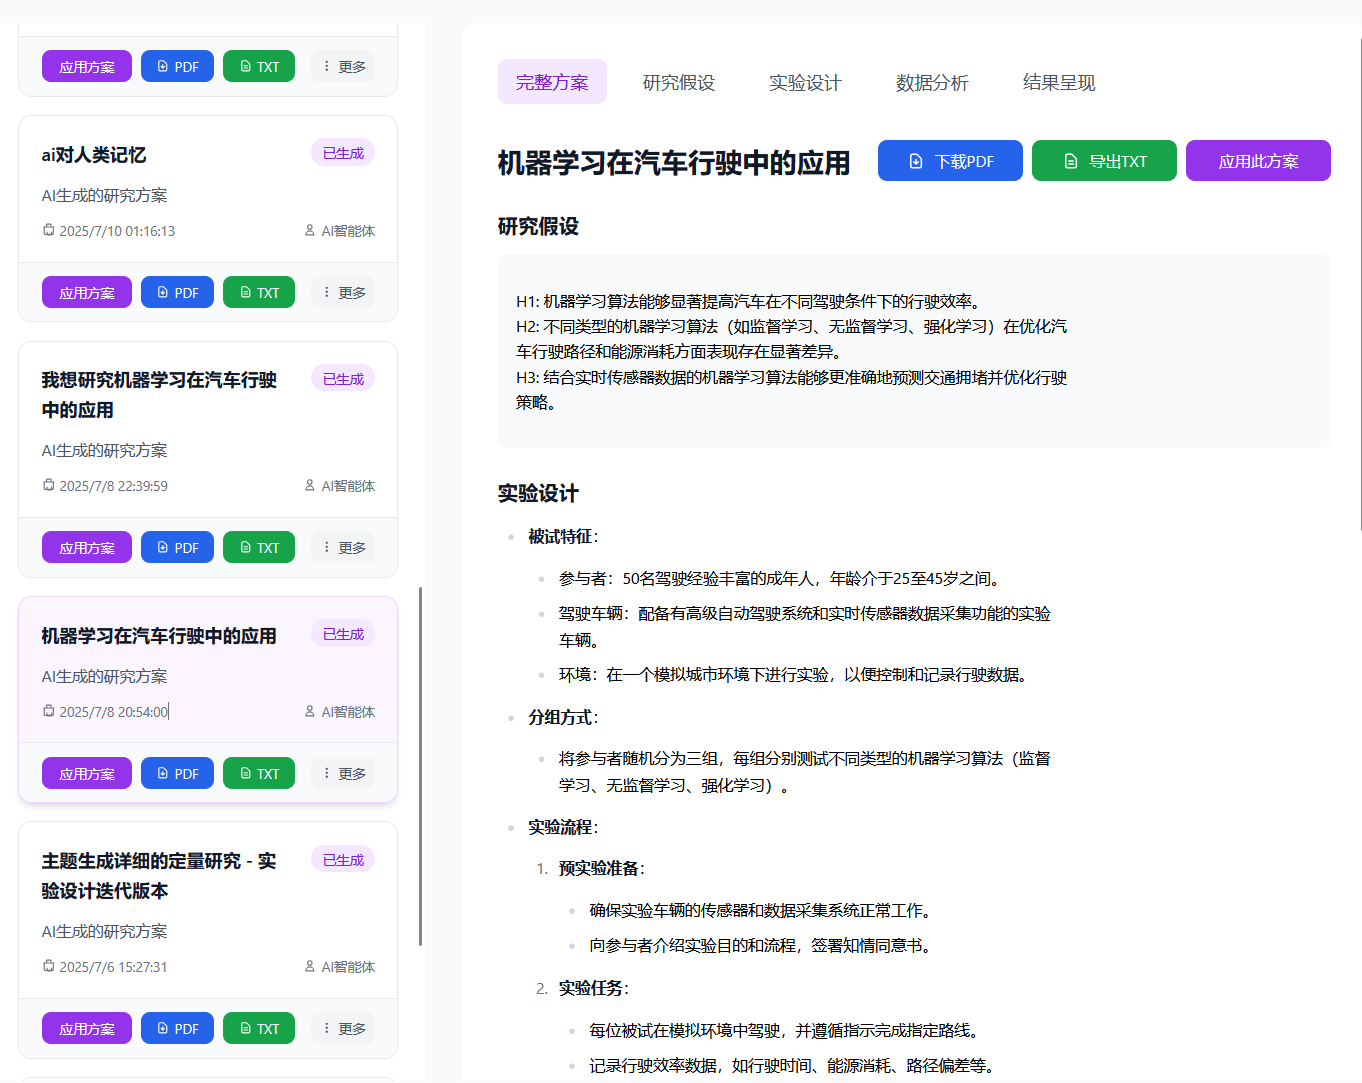 应用方案 PDF TXT 更多
ai对人类记忆 已生成
AI生成的研究方案
2025/7/10 01:16:13 AI智能体
应用方案 PDF TXT 更多
我想研究机器学习在汽车行驶 已生成
中的应用
AI生成的研究方案
2025/7/8 22:39:59 AI智能体
应用方案 PDF TXT 更多
机器学习在汽车行驶中的应用 已生成
AI生成的研究方案
2025/7/8 20:54:00 AI智能体
应用方案 PDF TXT 更多
主题生成详细的定量研究 - 实 已生成
验设计迭代版本
AI生成的研究方案
2025/7/6 15:27:31 AI智能体
应用方案 PDF TXT 更多
完整方案 研究假设 实验设计 数据分析 结果呈现
机器学习在汽车行驶中的应用 下载PDF 导出TXT 应用此方案
研究假设
H1: 机器学习算法能够显著提高汽车在不同驾驶条件下的行驶效率。
H2: 不同类型的机器学习算法（如监督学习、无监督学习、强化学习）在优化汽
车行驶路径和能源消耗方面表现存在显著差异。
H3: 结合实时传感器数据的机器学习算法能够更准确地预测交通拥堵并优化行驶
策略。
实验设计
被试特征：
参与者：50名驾驶经验丰富的成年人，年龄介于25至45岁之间。
驾驶车辆：配备有高级自动驾驶系统和实时传感器数据采集功能的实验
车辆。
环境：在一个模拟城市环境下进行实验，以便控制和记录行驶数据。
分组方式：
将参与者随机分为三组，每组分别测试不同类型的机器学习算法（监督
学习、无监督学习、强化学习）。
实验流程：
1. 预实验准备：
确保实验车辆的传感器和数据采集系统正常工作。
向参与者介绍实验目的和流程，签署知情同意书。
2. 实验任务：
每位被试在模拟环境中驾驶，并遵循指示完成指定路线。
记录行驶效率数据，如行驶时间、能源消耗、路径偏差等。